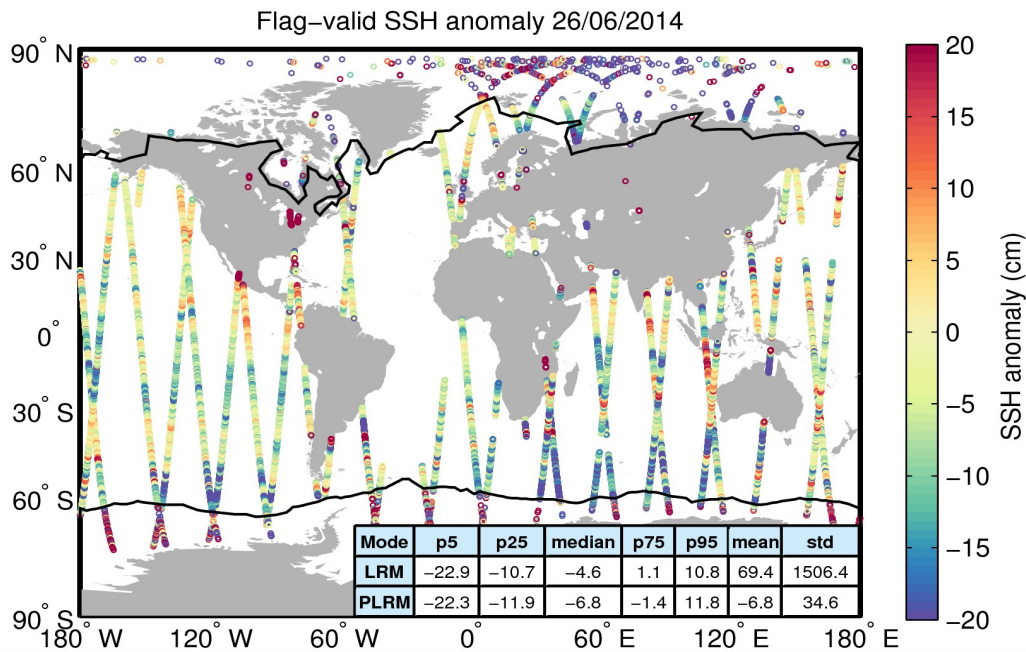 Flag−valid SSH anomaly 26/06/2014
90° N
60° N
30° N
0°
30° S
60° S
90° S
180° W 120° W 60° W 0° 60° E 120° E 180° E
Mode p5 p25 median p75 p95 mean std
LRM −22.9 −10.7 −4.6 1.1 10.8 69.4 1506.4
PLRM −22.3 −11.9 −6.8 −1.4 11.8 −6.8 34.6
20
15
10
5
0
−5
−10
−15
−20
SSH anomaly (cm)